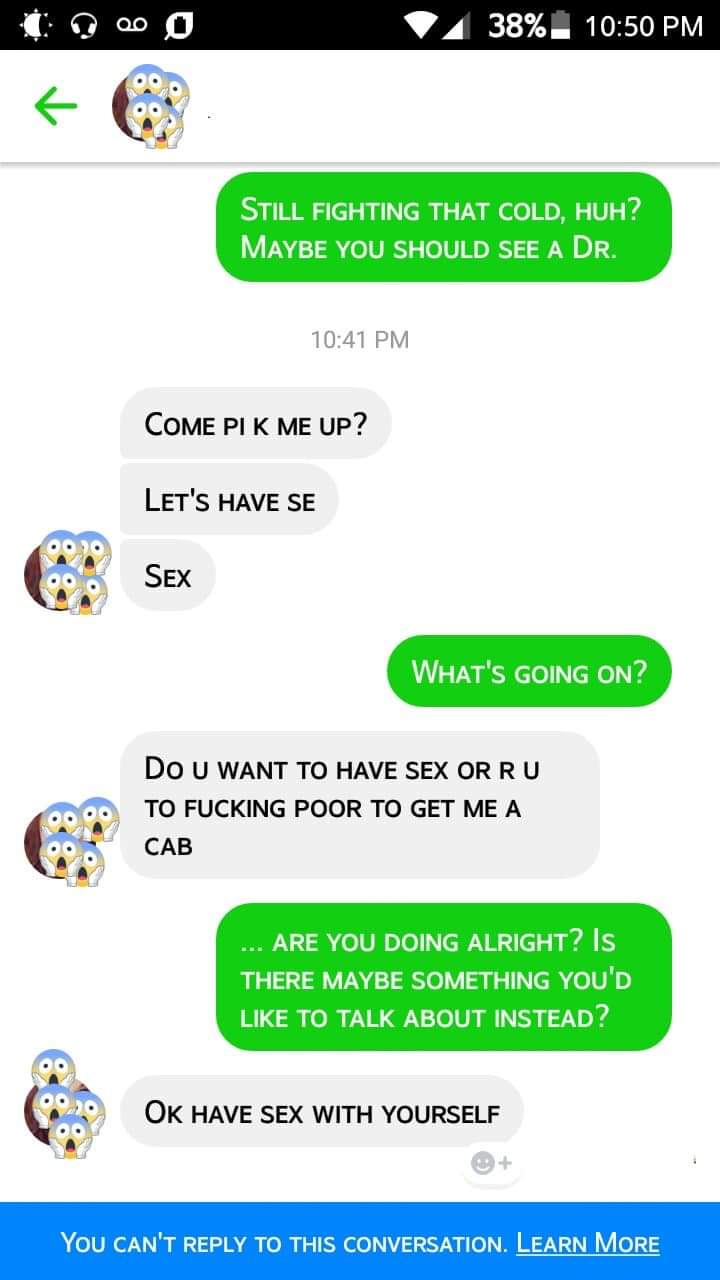 38% 10:50 PM
Still fighting that cold, huh?
Maybe you should see a Dr.
10:41 PM
Come pi k me up?
Let's have se
Sex
What's going on?
Do u want to have sex or r u
to fucking poor to get me a
cab
... are you doing alright? Is
there maybe something you'd
like to talk about instead?
Ok have sex with yourself
You can't reply to this conversation. Learn More